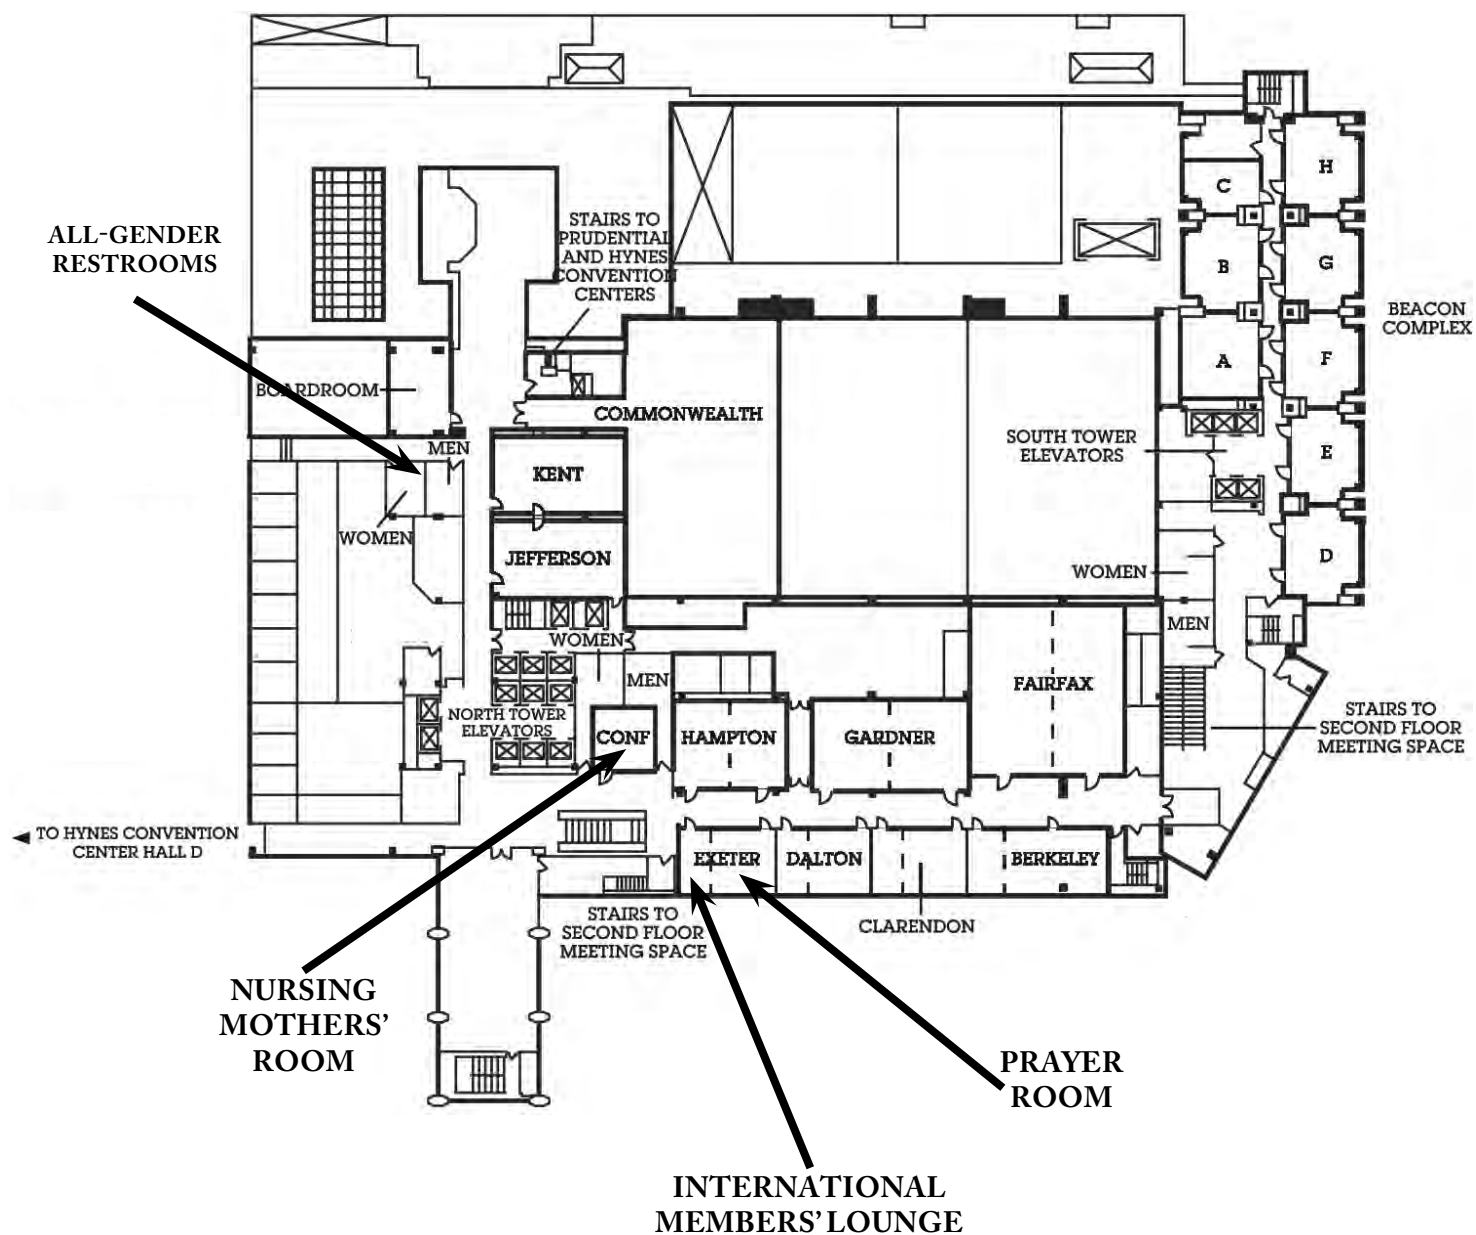 ALL-GENDER
RESTROOMS
STAIRS TO
PRUDENTIAL
AND HYNES
CONVENTION
CENTERS
C
H
B
G
BEACON
COMPLEX
A
F
BOARDROOM
COMMONWEALTH
MEN
SOUTH TOWER
ELEVATORS
E
KENT
WOMEN
JEFFERSON
D
WOMEN
WOMEN
MEN
MEN
FAIRFAX
NORTH TOWER
ELEVATORS
CONF
HAMPTON
GARDNER
STAIRS TO
SECOND FLOOR
MEETING SPACE
TO HYNES CONVENTION
CENTER HALL D
EXETER
DALTON
BERKELEY
STAIRS TO
SECOND FLOOR
MEETING SPACE
CLARENDON
NURSING
MOTHERS’
ROOM
PRAYER
ROOM
INTERNATIONAL
MEMBERS’ LOUNGE